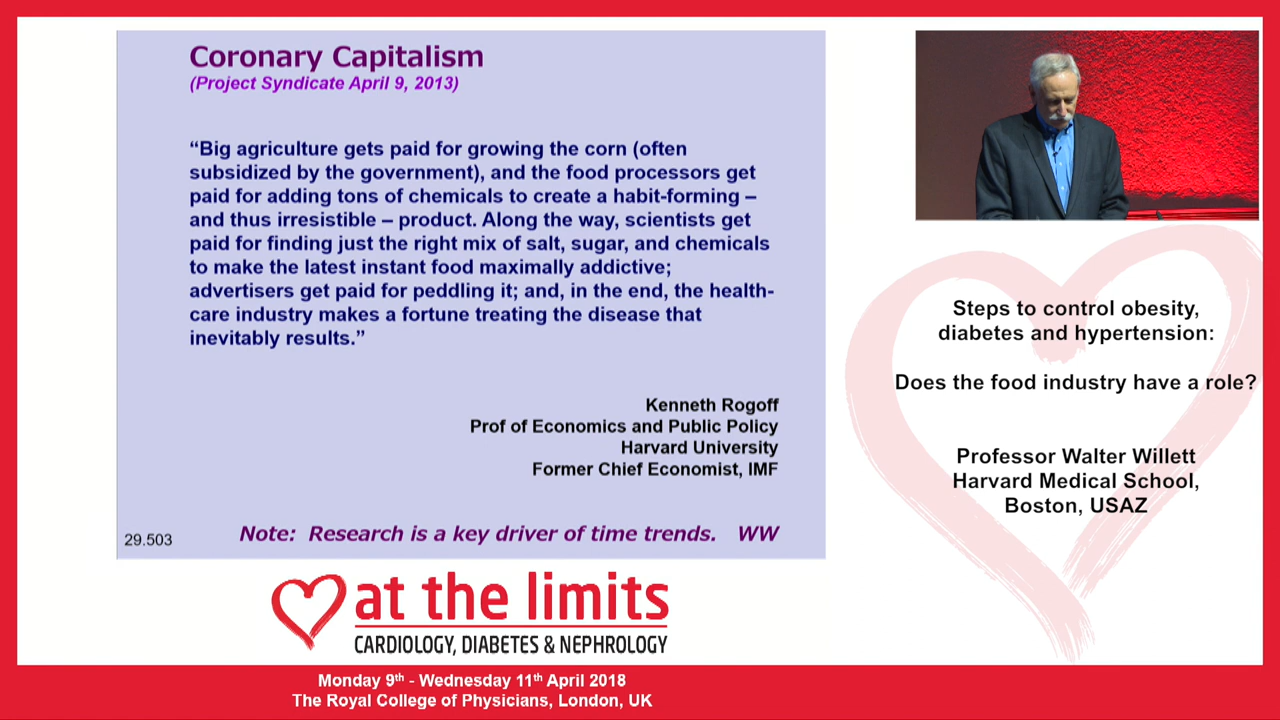 Coronary Capitalism
(Project Syndicate April 9, 2013)
“Big agriculture gets paid for growing the corn (often
subsidized by the government), and the food processors get
paid for adding tons of chemicals to create a habit-forming –
and thus irresistible – product. Along the way, scientists get
paid for finding just the right mix of salt, sugar, and chemicals
to make the latest instant food maximally addictive;
advertisers get paid for peddling it; and, in the end, the health-
care industry makes a fortune treating the disease that
inevitably results.”
Kenneth Rogoff
Prof of Economics and Public Policy
Harvard University
Former Chief Economist, IMF
29.503
Note: Research is a key driver of time trends. WW
Steps to control obesity,
diabetes and hypertension:
Does the food industry have a role?
Professor Walter Willett
Harvard Medical School,
Boston, USAZ
at the limits
CARDIOLOGY, DIABETES & NEPHROLOGY
Monday 9th - Wednesday 11th April 2018
The Royal College of Physicians, London, UK